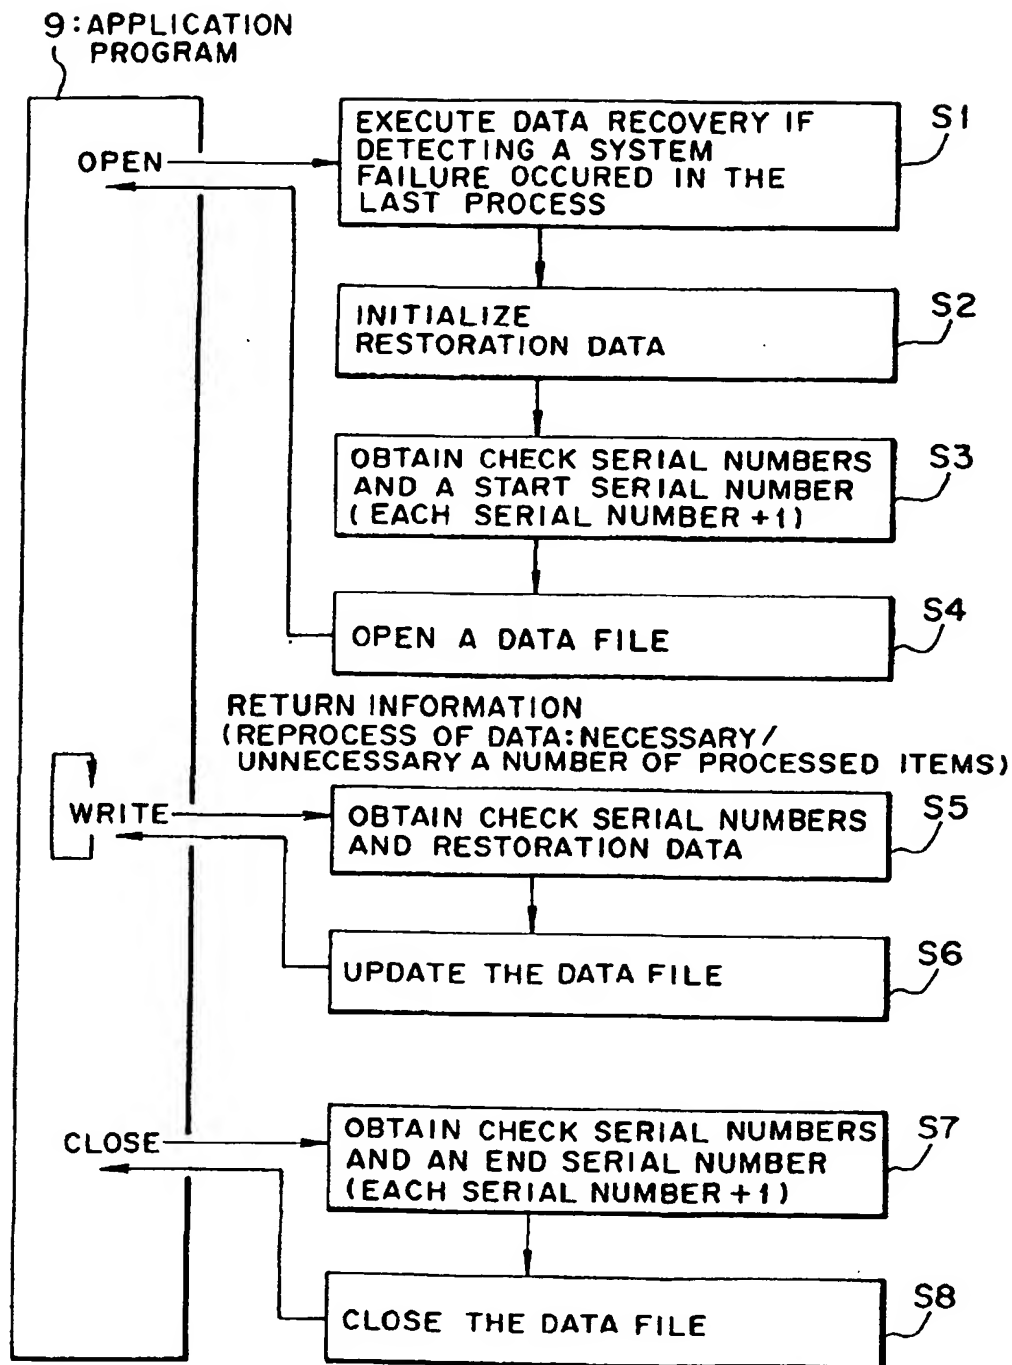 9:APPLICATION
PROGRAM
OPEN
EXECUTE DATA RECOVERY IF
DETECTING A SYSTEM
FAILURE OCCURED IN THE
LAST PROCESS
S1
INITIALIZE
RESTORATION DATA
S2
OBTAIN CHECK SERIAL NUMBERS
AND A START SERIAL NUMBER
(EACH SERIAL NUMBER +1)
S3
OPEN A DATA FILE
S4
RETURN INFORMATION
(REPROCESS OF DATA:NECESSARY/
UNNECESSARY A NUMBER OF PROCESSED ITEMS)
WRITE
OBTAIN CHECK SERIAL NUMBERS
AND RESTORATION DATA
S5
UPDATE THE DATA FILE
S6
CLOSE
OBTAIN CHECK SERIAL NUMBERS
AND AN END SERIAL NUMBER
(EACH SERIAL NUMBER +1)
S7
CLOSE THE DATA FILE
S8